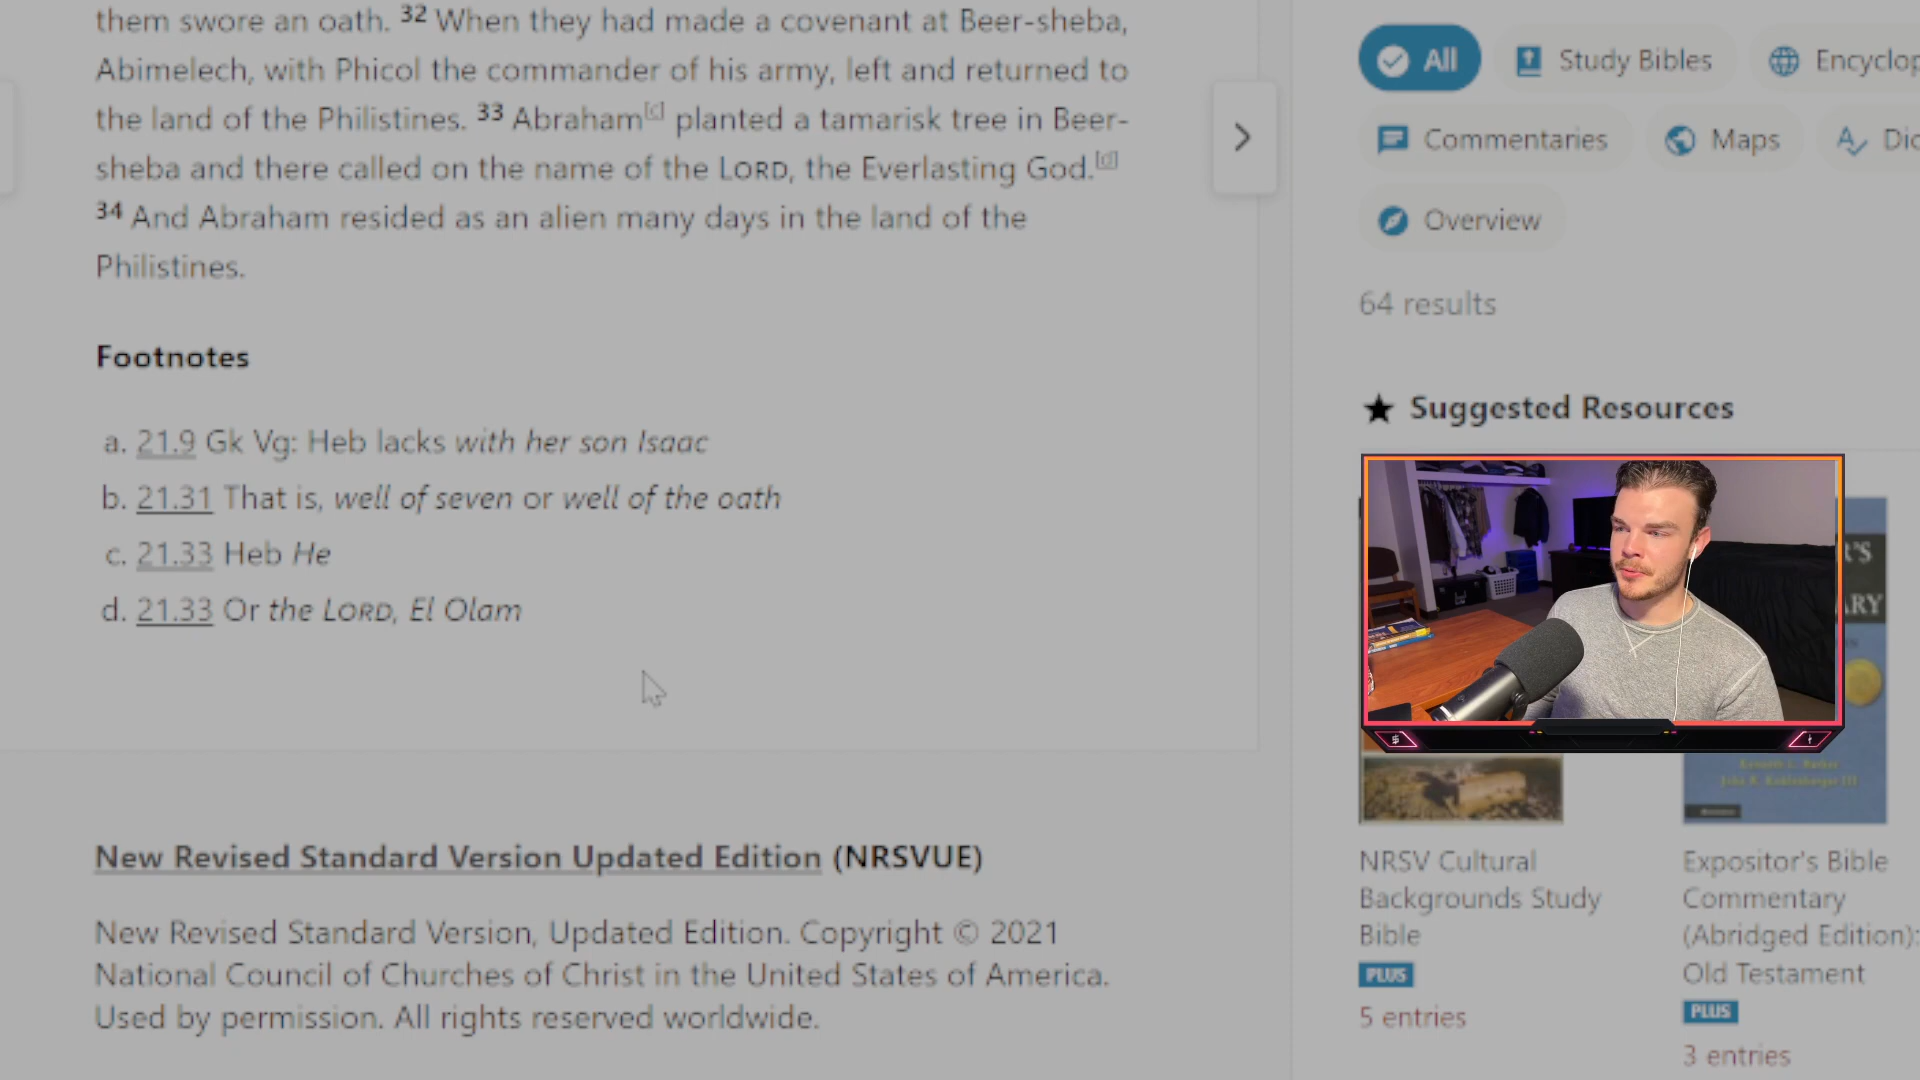 them swore an oath. 32 When they had made a covenant at Beer-sheba,
Abimelech, with Phicol the commander of his army, left and returned to
the land of the Philistines. 33 Abraham[c] planted a tamarisk tree in Beer-
sheba and there called on the name of the LORD, the Everlasting God.[d]
34 And Abraham resided as an alien many days in the land of the
Philistines.
Footnotes
a. 21.9 Gk Vg: Heb lacks with her son Isaac
b. 21.31 That is, well of seven or well of the oath
c. 21.33 Heb He
d. 21.33 Or the LORD, El Olam
New Revised Standard Version Updated Edition (NRSVUE)
New Revised Standard Version, Updated Edition. Copyright © 2021
National Council of Churches of Christ in the United States of America.
Used by permission. All rights reserved worldwide.
All Study Bibles Encyclop
Commentaries Maps Dic
Overview
64 results
★ Suggested Resources
R'S
ARY
NRSV Cultural
Backgrounds Study
Bible
PLUS
5 entries
Expositor's Bible
Commentary
(Abridged Edition):
Old Testament
PLUS
3 entries